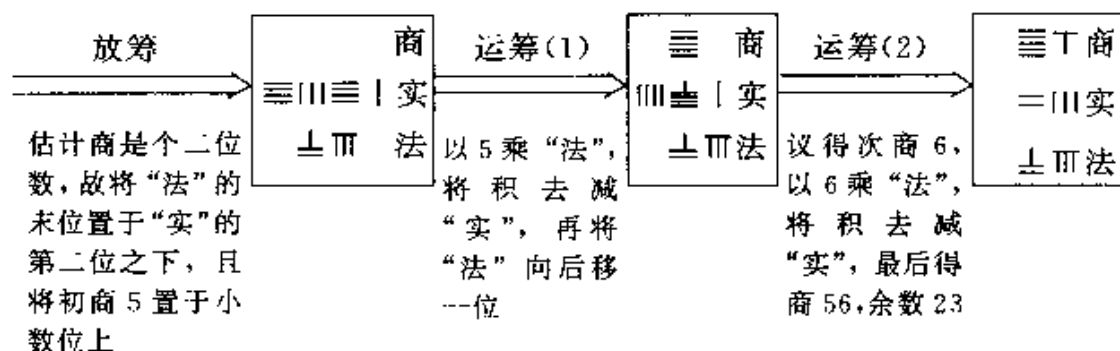 放筹
商
实
法
估计商是个二位
数,故将“法”的
末位置于“实”的
第二位之下,且
将初商5置于小
数位上
运筹(1)
以5乘“法”,
将积去减
“实”,再将
“法”向后移
一位
商
实
法
运筹(2)
议得次商6,
以6乘“法”,
将积去减
“实”,最后得
商56,余数23
商
实
法